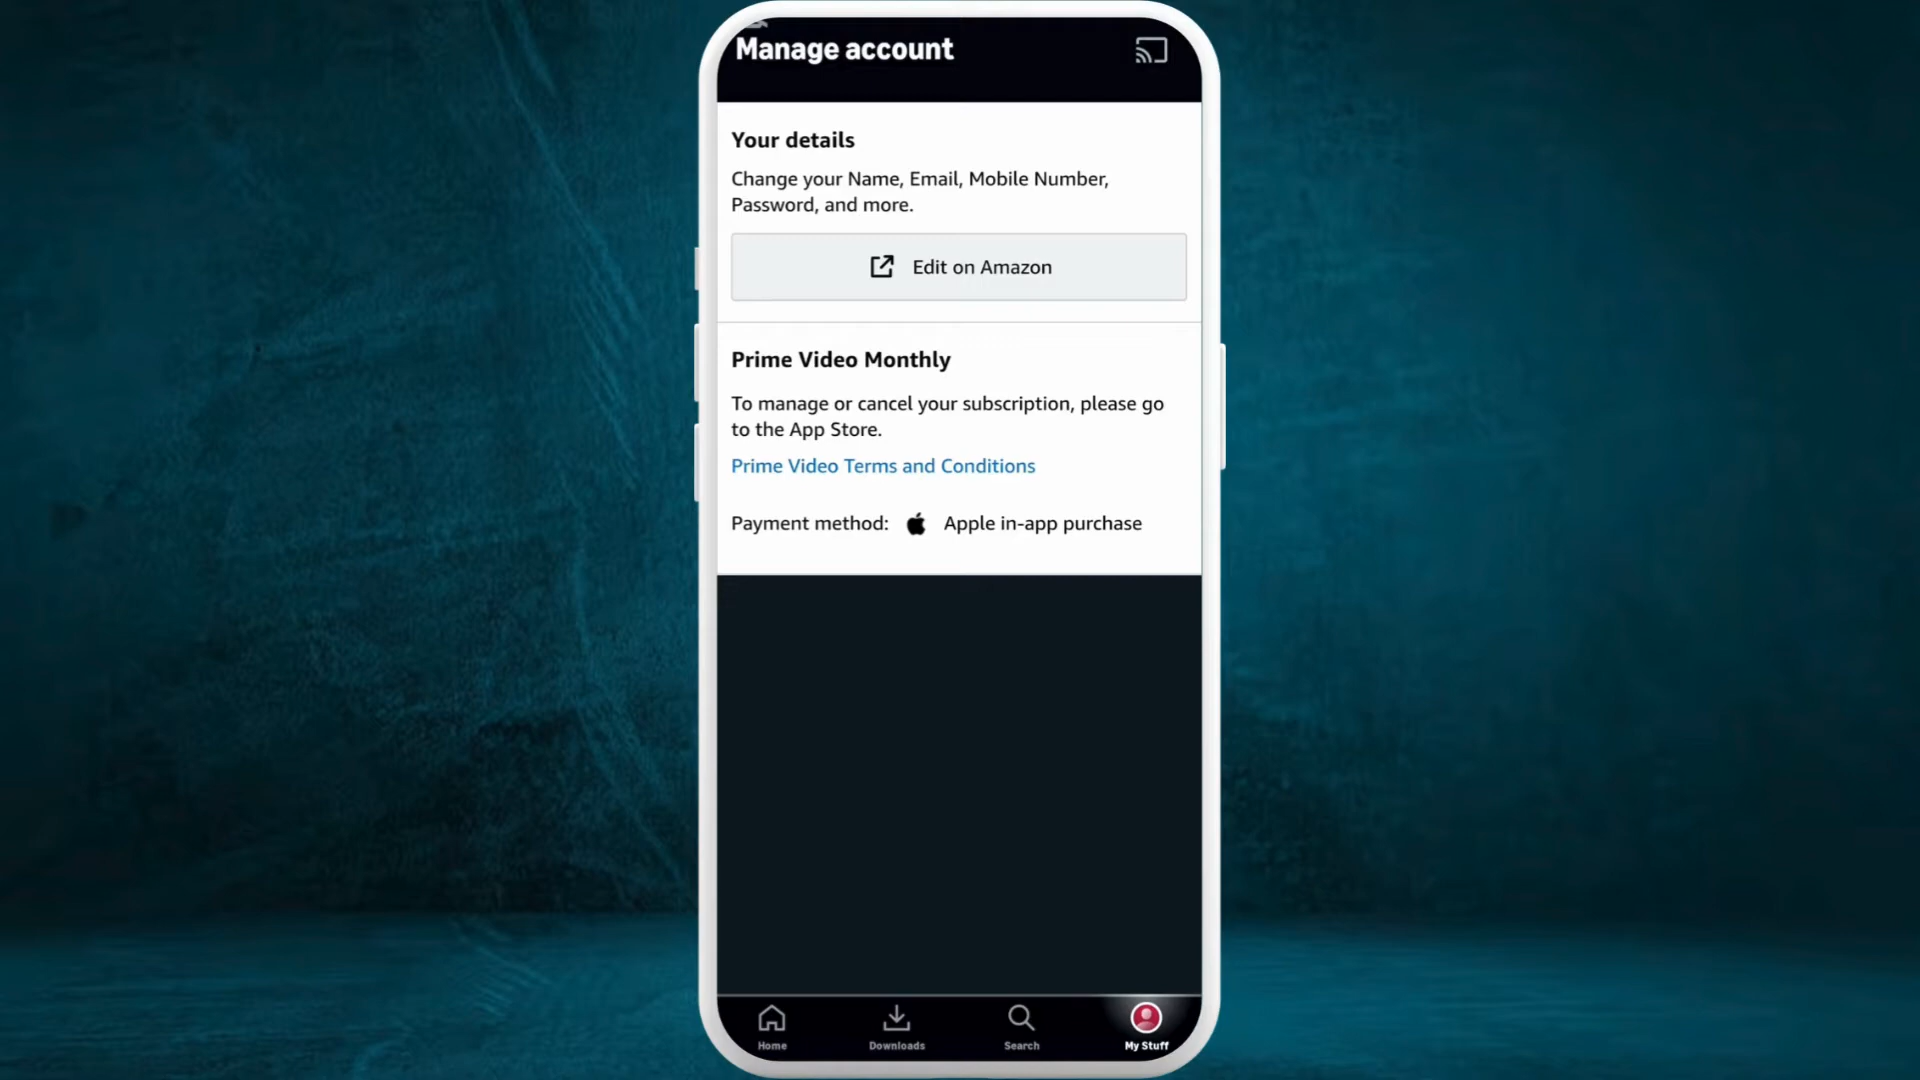 Manage account
Your details
Change your Name, Email, Mobile Number,
Password, and more.
Edit on Amazon
Prime Video Monthly
To manage or cancel your subscription, please go
to the App Store.
Prime Video Terms and Conditions
Payment method: Apple in-app purchase
Home Downloads Search My Stuff